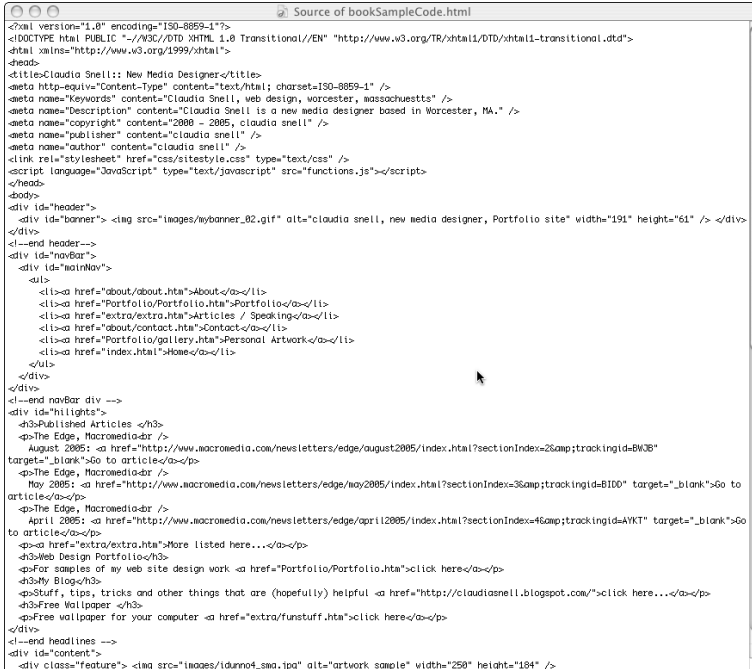 Source of bookSampleCode.html
<?xml version="1.0" encoding="ISO-8859-1"?>
<!DOCTYPE html PUBLIC "-//W3C//DTD XHTML 1.0 Transitional//EN" "http://www.w3.org/TR/xhtml1/DTD/xhtml1-transitional.dtd">
<html xmlns="http://www.w3.org/1999/xhtml">
<head>
<title>Claudia Snell:: New Media Designer</title>
<meta http-equiv="Content-Type" content="text/html; charset=ISO-8859-1" />
<meta name="Keywords" content="Claudia Snell, web design, worcester, massachuestts" />
<meta name="Description" content="Claudia Snell is a new media designer based in Worcester, MA." />
<meta name="copyright" content="2000 - 2005, claudia snell" />
<meta name="publisher" content="claudia snell" />
<meta name="author" content="claudia snell" />
<link rel="stylesheet" href="css/sitestyle.css" type="text/css" />
<script language="JavaScript" type="text/javascript" src="functions.js"></script>
</head>
<body>
<div id="header">
<div id="banner"> <img src="images/mybanner_02.gif" alt="claudia snell, new media designer, Portfolio site" width="191" height="61" /> </div>
</div>
<!--end header-->
<div id="navBar">
<div id="mainNav">
<ul>
<li><a href="about/about.htm">About</a></li>
<li><a href="Portfolio/Portfolio.htm">Portfolio</a></li>
<li><a href="extra/extra.htm">Articles / Speaking</a></li>
<li><a href="about/contact.htm">Contact</a></li>
<li><a href="Portfolio/gallery.htm">Personal Artwork</a></li>
<li><a href="index.html">Home</a></li>
</ul>
</div>
</div>
<!--end navBar div -->
<div id="hilights">
<h3>Published Articles </h3>
<p>The Edge, Macromedia<br />
August 2005: <a href="http://www.macromedia.com/newsletters/edge/august2005/index.html?sectionIndex=2&amp;trackingid=BWJB"
target="_blank">Go to article</a></p>
<p>The Edge, Macromedia<br />
May 2005: <a href="http://www.macromedia.com/newsletters/edge/may2005/index.html?sectionIndex=3&amp;trackingid=BIDD" target="_blank">Go to
article</a></p>
<p>The Edge, Macromedia<br />
April 2005: <a href="http://www.macromedia.com/newsletters/edge/april2005/index.html?sectionIndex=4&amp;trackingid=AYKT" target="_blank">Go
to article</a></p>
<p><a href="extra/extra.htm">More listed here...</a></p>
<h3>Web Design Portfolio</h3>
<p>For samples of my web site design work <a href="Portfolio/Portfolio.htm">click here</a></p>
<h3>My Blog</h3>
<p>Stuff, tips, tricks and other things that are (hopefully) helpful <a href="http://claudiasnell.blogspot.com/">click here...</a></p>
<h3>Free Wallpaper </h3>
<p>Free wallpaper for your computer <a href="extra/funstuff.htm">click here</a></p>
</div>
<!--end headlines -->
<div id="content">
<div class="feature"> <img src="images/idunno4_smg.jpg" alt="artwork sample" width="250" height="184" />